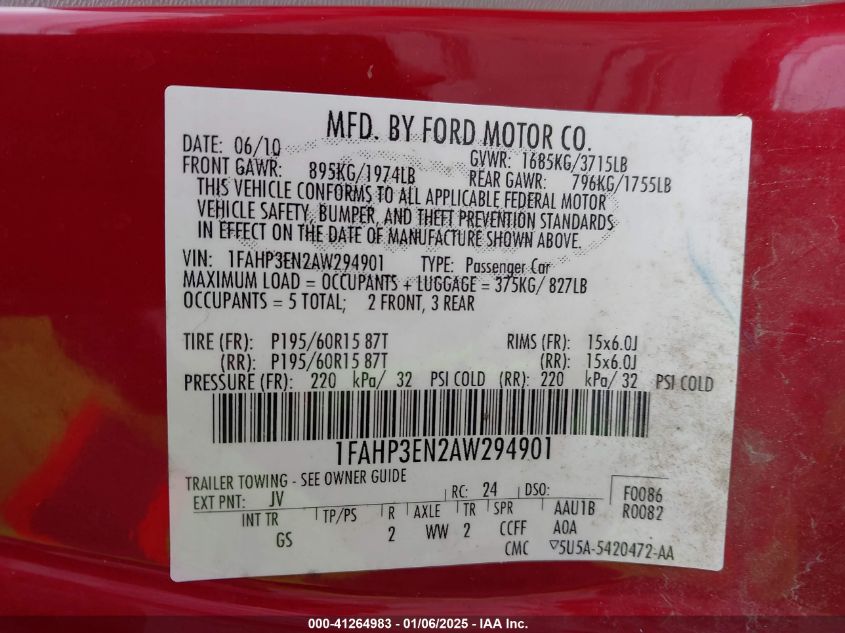 MFD. BY FORD MOTOR CO.
DATE: 06/10 GVWR: 1685KG/3715LB
FRONT GAWR: 895KG/1974LB REAR GAWR: 796KG/1755LB
THIS VEHICLE CONFORMS TO ALL APPLICABLE FEDERAL MOTOR
VEHICLE SAFETY, BUMPER, AND THEFT PREVENTION STANDARDS
IN EFFECT ON THE DATE OF MANUFACTURE SHOWN ABOVE.
VIN: 1FAHP3EN2AW294901 TYPE: Passenger Car
MAXIMUM LOAD = OCCUPANTS + LUGGAGE = 375KG/ 827LB
OCCUPANTS = 5 TOTAL; 2 FRONT, 3 REAR
TIRE (FR): P195/60R15 87T RIMS (FR): 15x6.0J
(RR): P195/60R15 87T (RR): 15x6.0J
PRESSURE (FR): 220 kPa/ 32 PSI COLD (RR): 220 kPa/ 32 PSI COLD
1FAHP3EN2AW294901
TRAILER TOWING - SEE OWNER GUIDE
EXT PNT: JV RC: 24 DSO: F0086
INT TR TP/PS R AXLE TR SPR AAU1B R0082
GS 2 WW 2 CCFF AOA
CMC ▽5U5A-5420472-AA
000-41264983 - 01/06/2025 - IAA Inc.